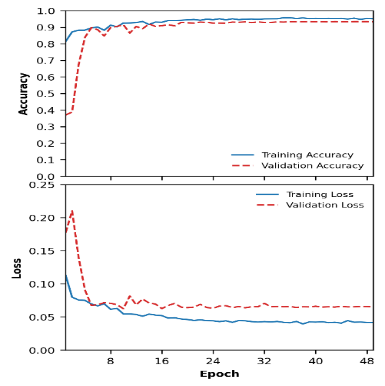 1.0
0.9
0.8
0.7
0.6
0.5
0.4
0.3
0.2
0.1
0.0
Accuracy
Training Accuracy
Validation Accuracy
0.25
0.20
0.15
0.10
0.05
0.00
Loss
Training Loss
Validation Loss
8 16 24 32 40 48
Epoch